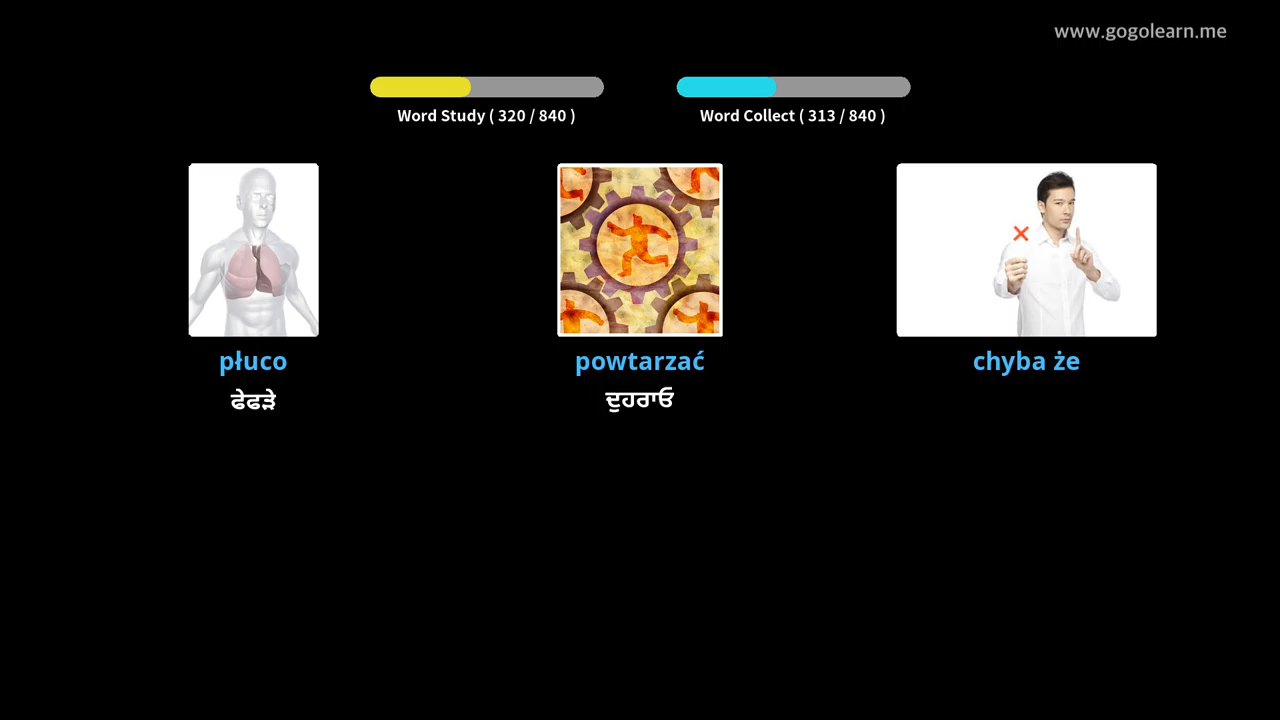 www.gogolearn.me
Word Study ( 320 / 840 )
Word Collect ( 313 / 840 )
płuco
powtarzać
chyba że
ਫੇਫੜੇ
ਦੁਹਰਾਓ